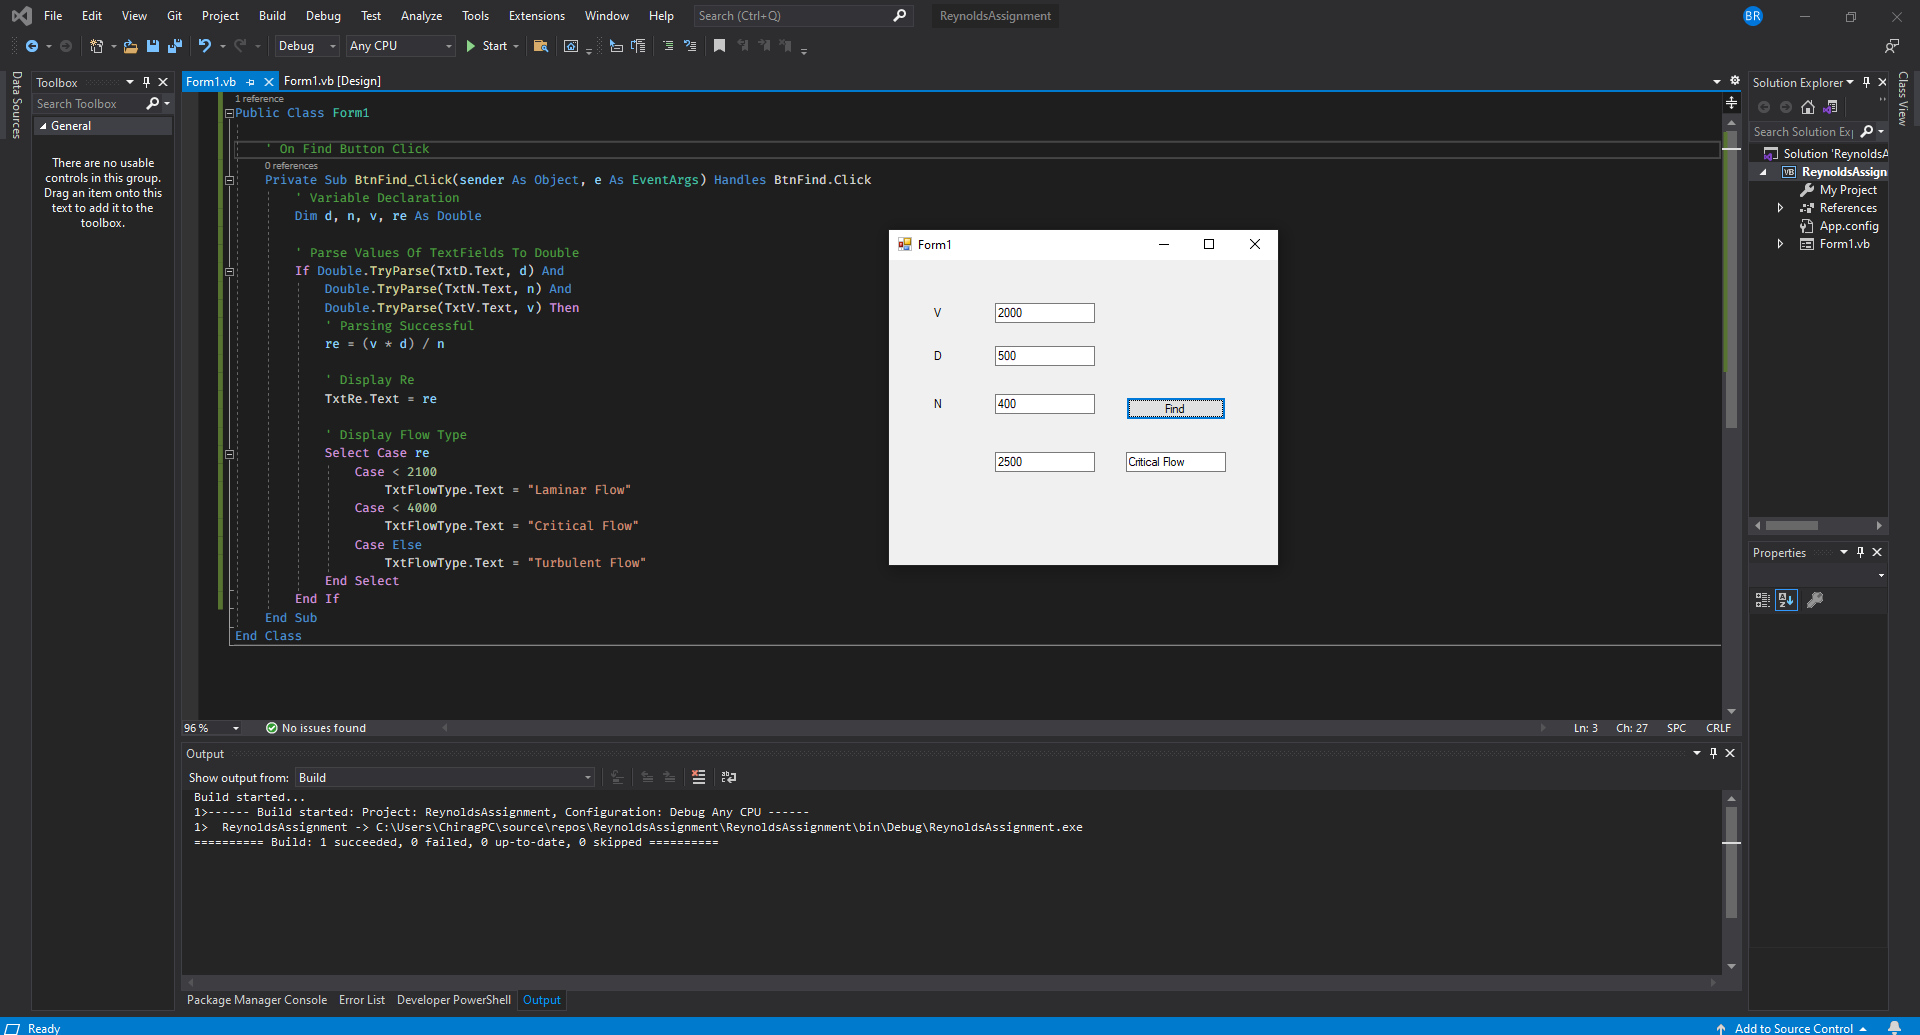 File Edit View Git Project Build Debug Test Analyze Tools Extensions Window Help Search (Ctrl+Q) ReynoldsAssignment BR
Debug Any CPU Start
Data Sources
Toolbox
Search Toolbox
General
There are no usable
controls in this group.
Drag an item onto this
text to add it to the
toolbox.
Form1.vb Form1.vb [Design]
1 reference
Public Class Form1
' On Find Button Click
0 references
Private Sub BtnFind_Click(sender As Object, e As EventArgs) Handles BtnFind.Click
' Variable Declaration
Dim d, n, v, re As Double
' Parse Values Of TextFields To Double
If Double.TryParse(TxtD.Text, d) And
Double.TryParse(TxtN.Text, n) And
Double.TryParse(TxtV.Text, v) Then
' Parsing Successful
re = (v * d) / n
' Display Re
TxtRe.Text = re
' Display Flow Type
Select Case re
Case < 2100
TxtFlowType.Text = "Laminar Flow"
Case < 4000
TxtFlowType.Text = "Critical Flow"
Case Else
TxtFlowType.Text = "Turbulent Flow"
End Select
End If
End Sub
End Class
Form1
V 2000
D 500
N 400 Find
2500 Critical Flow
96 % No issues found Ln: 3 Ch: 27 SPC CRLF
Output
Show output from: Build
Build started...
1>------ Build started: Project: ReynoldsAssignment, Configuration: Debug Any CPU ------
1>  ReynoldsAssignment -> C:\Users\ChiragPC\source\repos\ReynoldsAssignment\ReynoldsAssignment\bin\Debug\ReynoldsAssignment.exe
========== Build: 1 succeeded, 0 failed, 0 up-to-date, 0 skipped ==========
Package Manager Console Error List Developer PowerShell Output
Solution Explorer
Search Solution Ex
Solution 'ReynoldsA
VB ReynoldsAssign
My Project
References
App.config
Form1.vb
Properties
Class View
Ready Add to Source Control